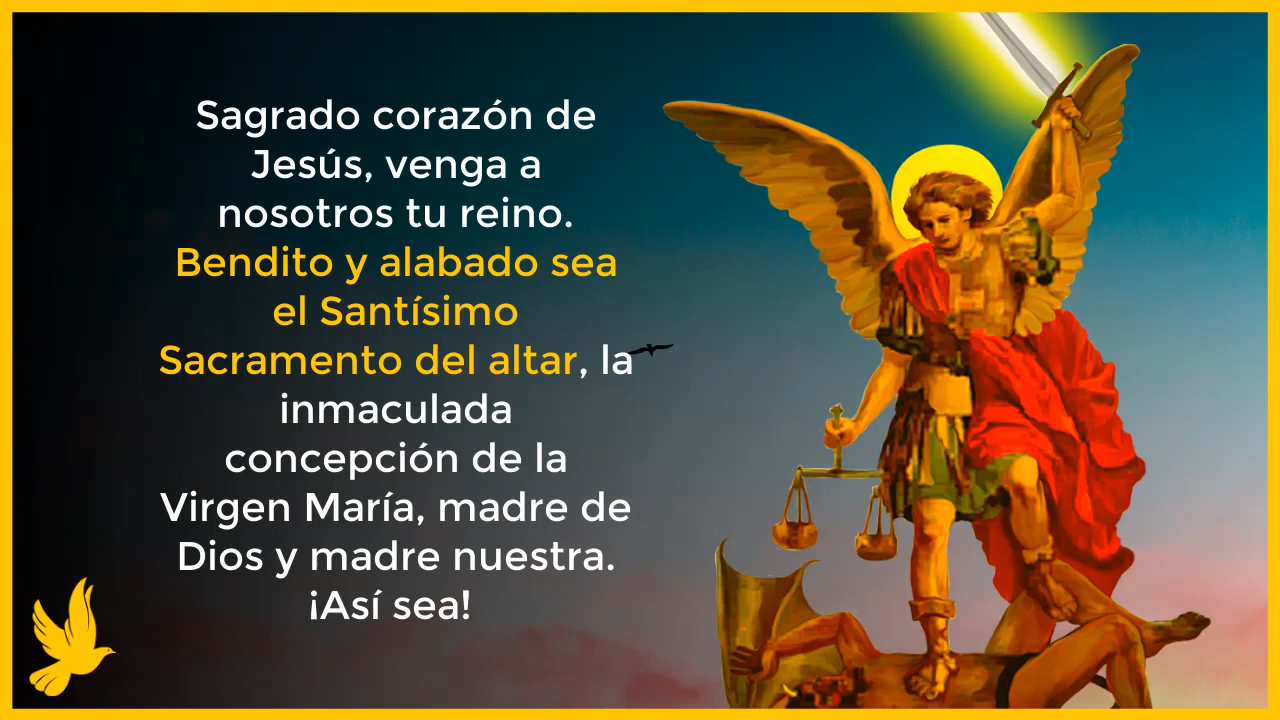 Sagrado corazón de
Jesús, venga a
nosotros tu reino.
Bendito y alabado sea
el Santísimo
Sacramento del altar, la
inmaculada
concepción de la
Virgen María, madre de
Dios y madre nuestra.
¡Así sea!